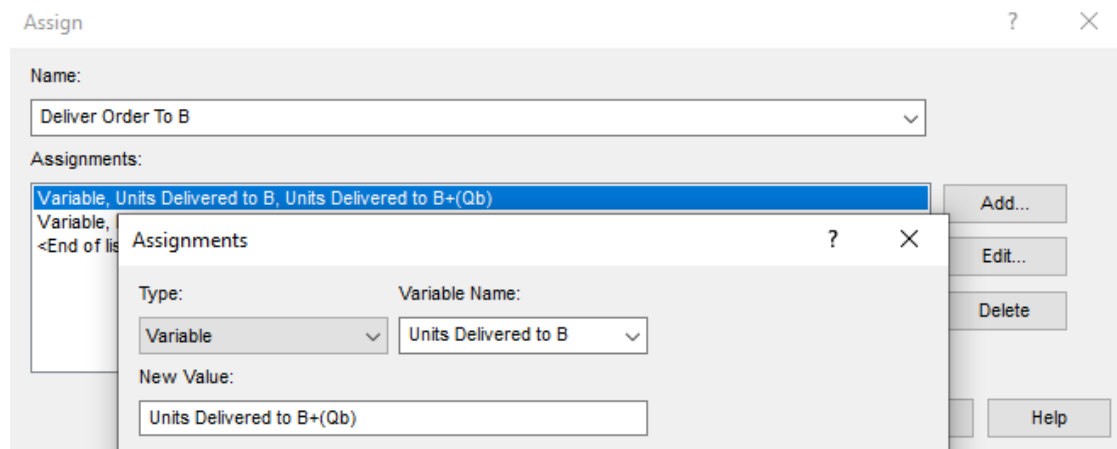 Assign ?
Name:
Deliver Order To B
Assignments:
Variable, Units Delivered to B, Units Delivered to B+(Qb)
Add...
Variable,
<End of lis
Assignments ?
Edit...
Type:
Variable Name:
Delete
Variable
Units Delivered to B
New Value:
Units Delivered to B+(Qb)
Help